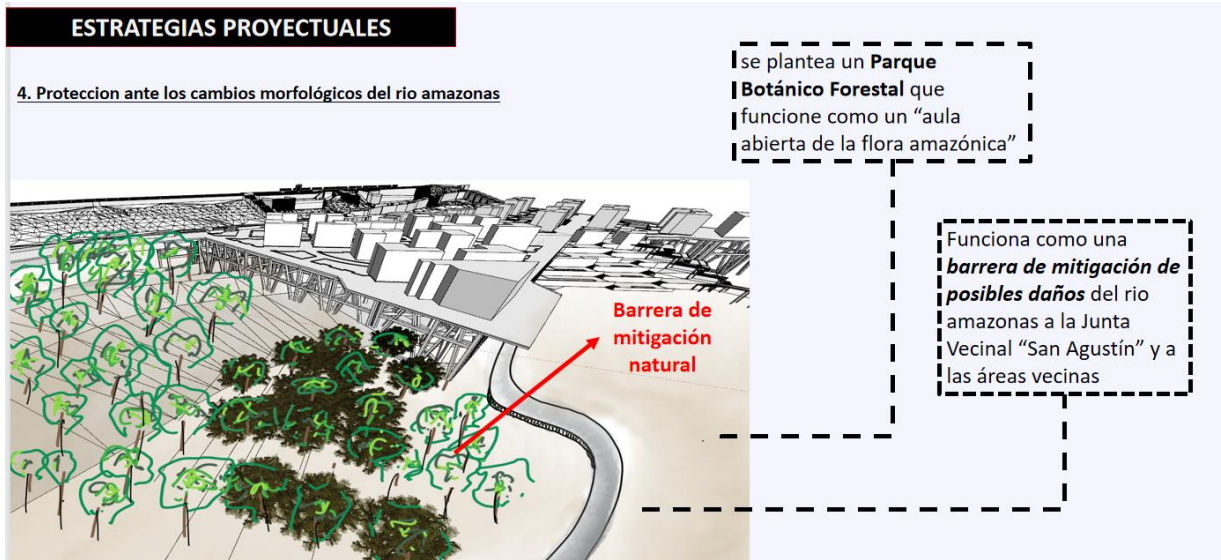 ESTRATEGIAS PROYECTUALES
4. Proteccion ante los cambios morfológicos del rio amazonas
se plantea un Parque
Botánico Forestal que
funcione como un “aula
abierta de la flora amazónica”
Funciona como una
barrera de mitigación de
posibles daños del rio
amazonas a la Junta
Vecinal “San Agustín” y a
las áreas vecinas
Barrera de
mitigación
natural